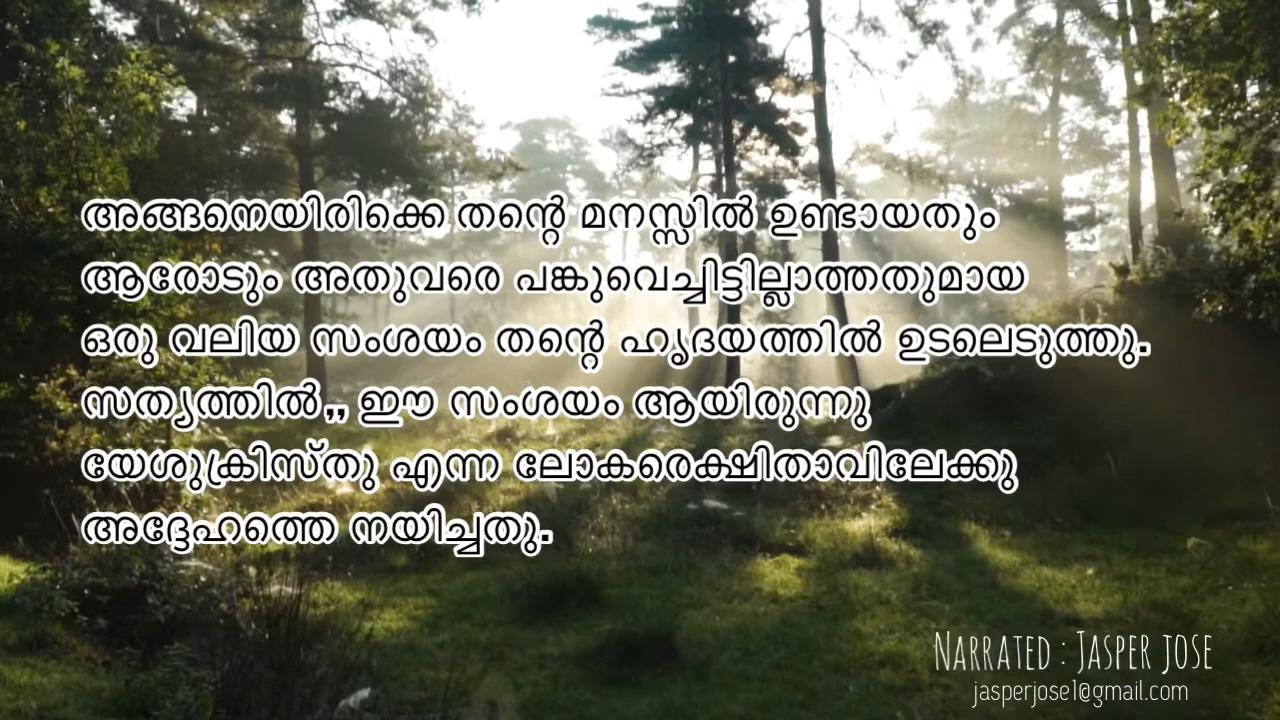 അങ്ങനെയിരിക്കെ തന്റെ മനസ്സിൽ ഉണ്ടായതും
ആരോടും അതുവരെ പങ്കുവെച്ചിട്ടില്ലാത്തതുമായ
ഒരു വലിയ സംശയം തന്റെ ഹൃദയത്തിൽ ഉടലെടുത്തു.
സത്യത്തിൽ,, ഈ സംശയം ആയിരുന്നു
യേശുക്രിസ്തു എന്ന ലോകരെക്ഷിതാവിലേക്കു
അദ്ദേഹത്തെ നയിച്ചതു.
NARRATED : JASPER JOSE
jasperjose1@gmail.com